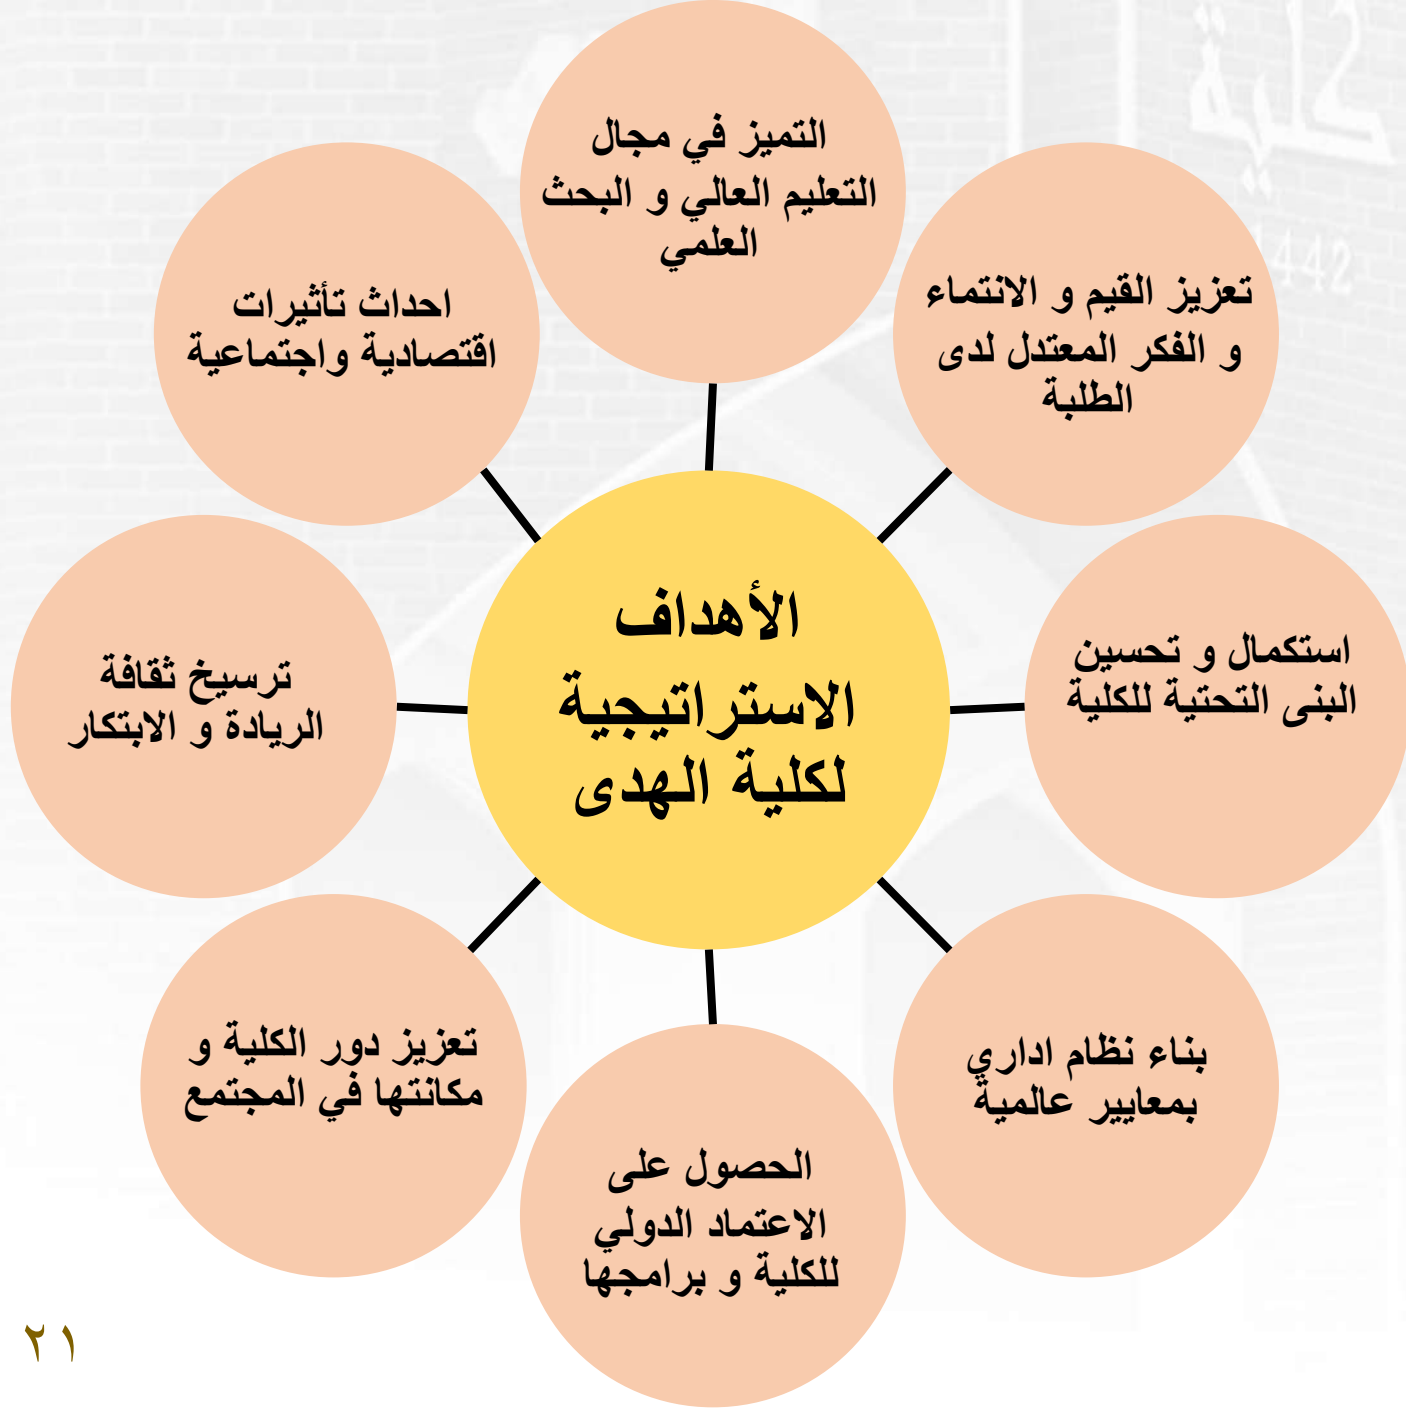 التميز في مجال
التعليم العالي و البحث
العلمي
تعزيز القيم و الانتماء
و الفكر المعتدل لدى
الطلبة
استكمال و تحسين
البنى التحتية للكلية
بناء نظام اداري
بمعايير عالمية
الحصول على
الاعتماد الدولي
للكلية و برامجها
تعزيز دور الكلية و
مكانتها في المجتمع
ترسيخ ثقافة
الريادة و الابتكار
احداث تأثيرات
اقتصادية واجتماعية
الأهداف
الاستراتيجية
لكلية الهدى
كلية
1442
٢١